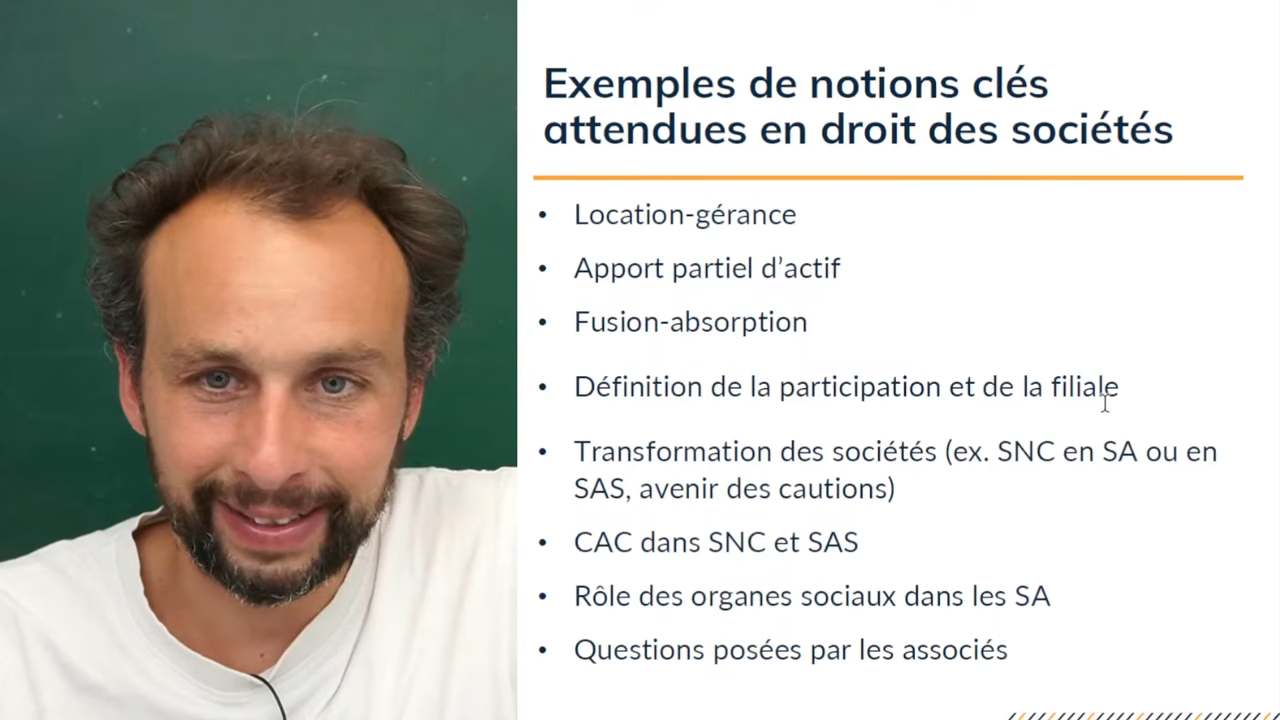 Exemples de notions clés
attendues en droit des sociétés
• Location-gérance
• Apport partiel d’actif
• Fusion-absorption
• Définition de la participation et de la filiale
• Transformation des sociétés (ex. SNC en SA ou en
SAS, avenir des cautions)
• CAC dans SNC et SAS
• Rôle des organes sociaux dans les SA
• Questions posées par les associés